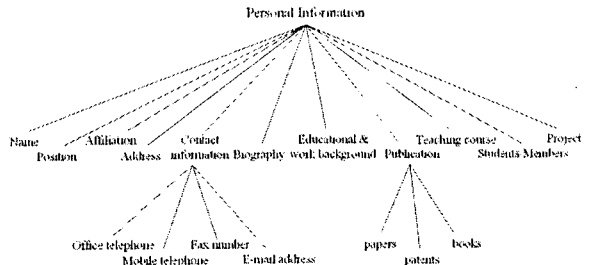 Personal Information
Name
Position
Affiliation
Address
Contact
information
Biography
Educational &
work background
Publication
Teaching course
Students Members
Project
Office telephone
Mobile telephone
Fax number
E-mail address
papers
patents
books